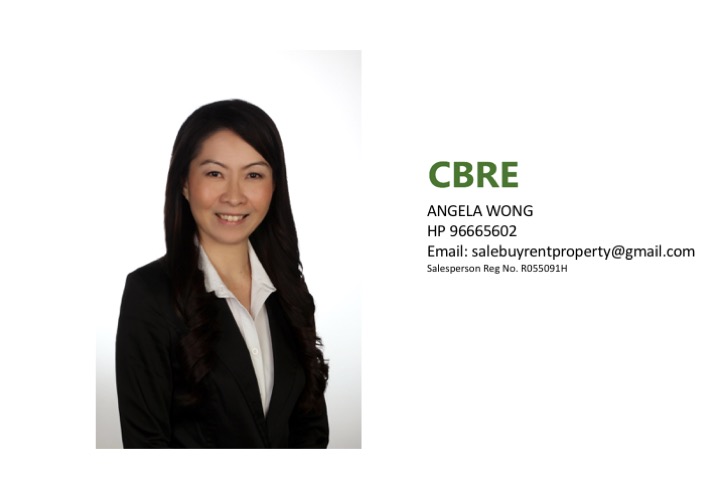 CBRE
ANGELA WONG
HP 96665602
Email: salebuyrentproperty@gmail.com
Salesperson Reg No. R055091H